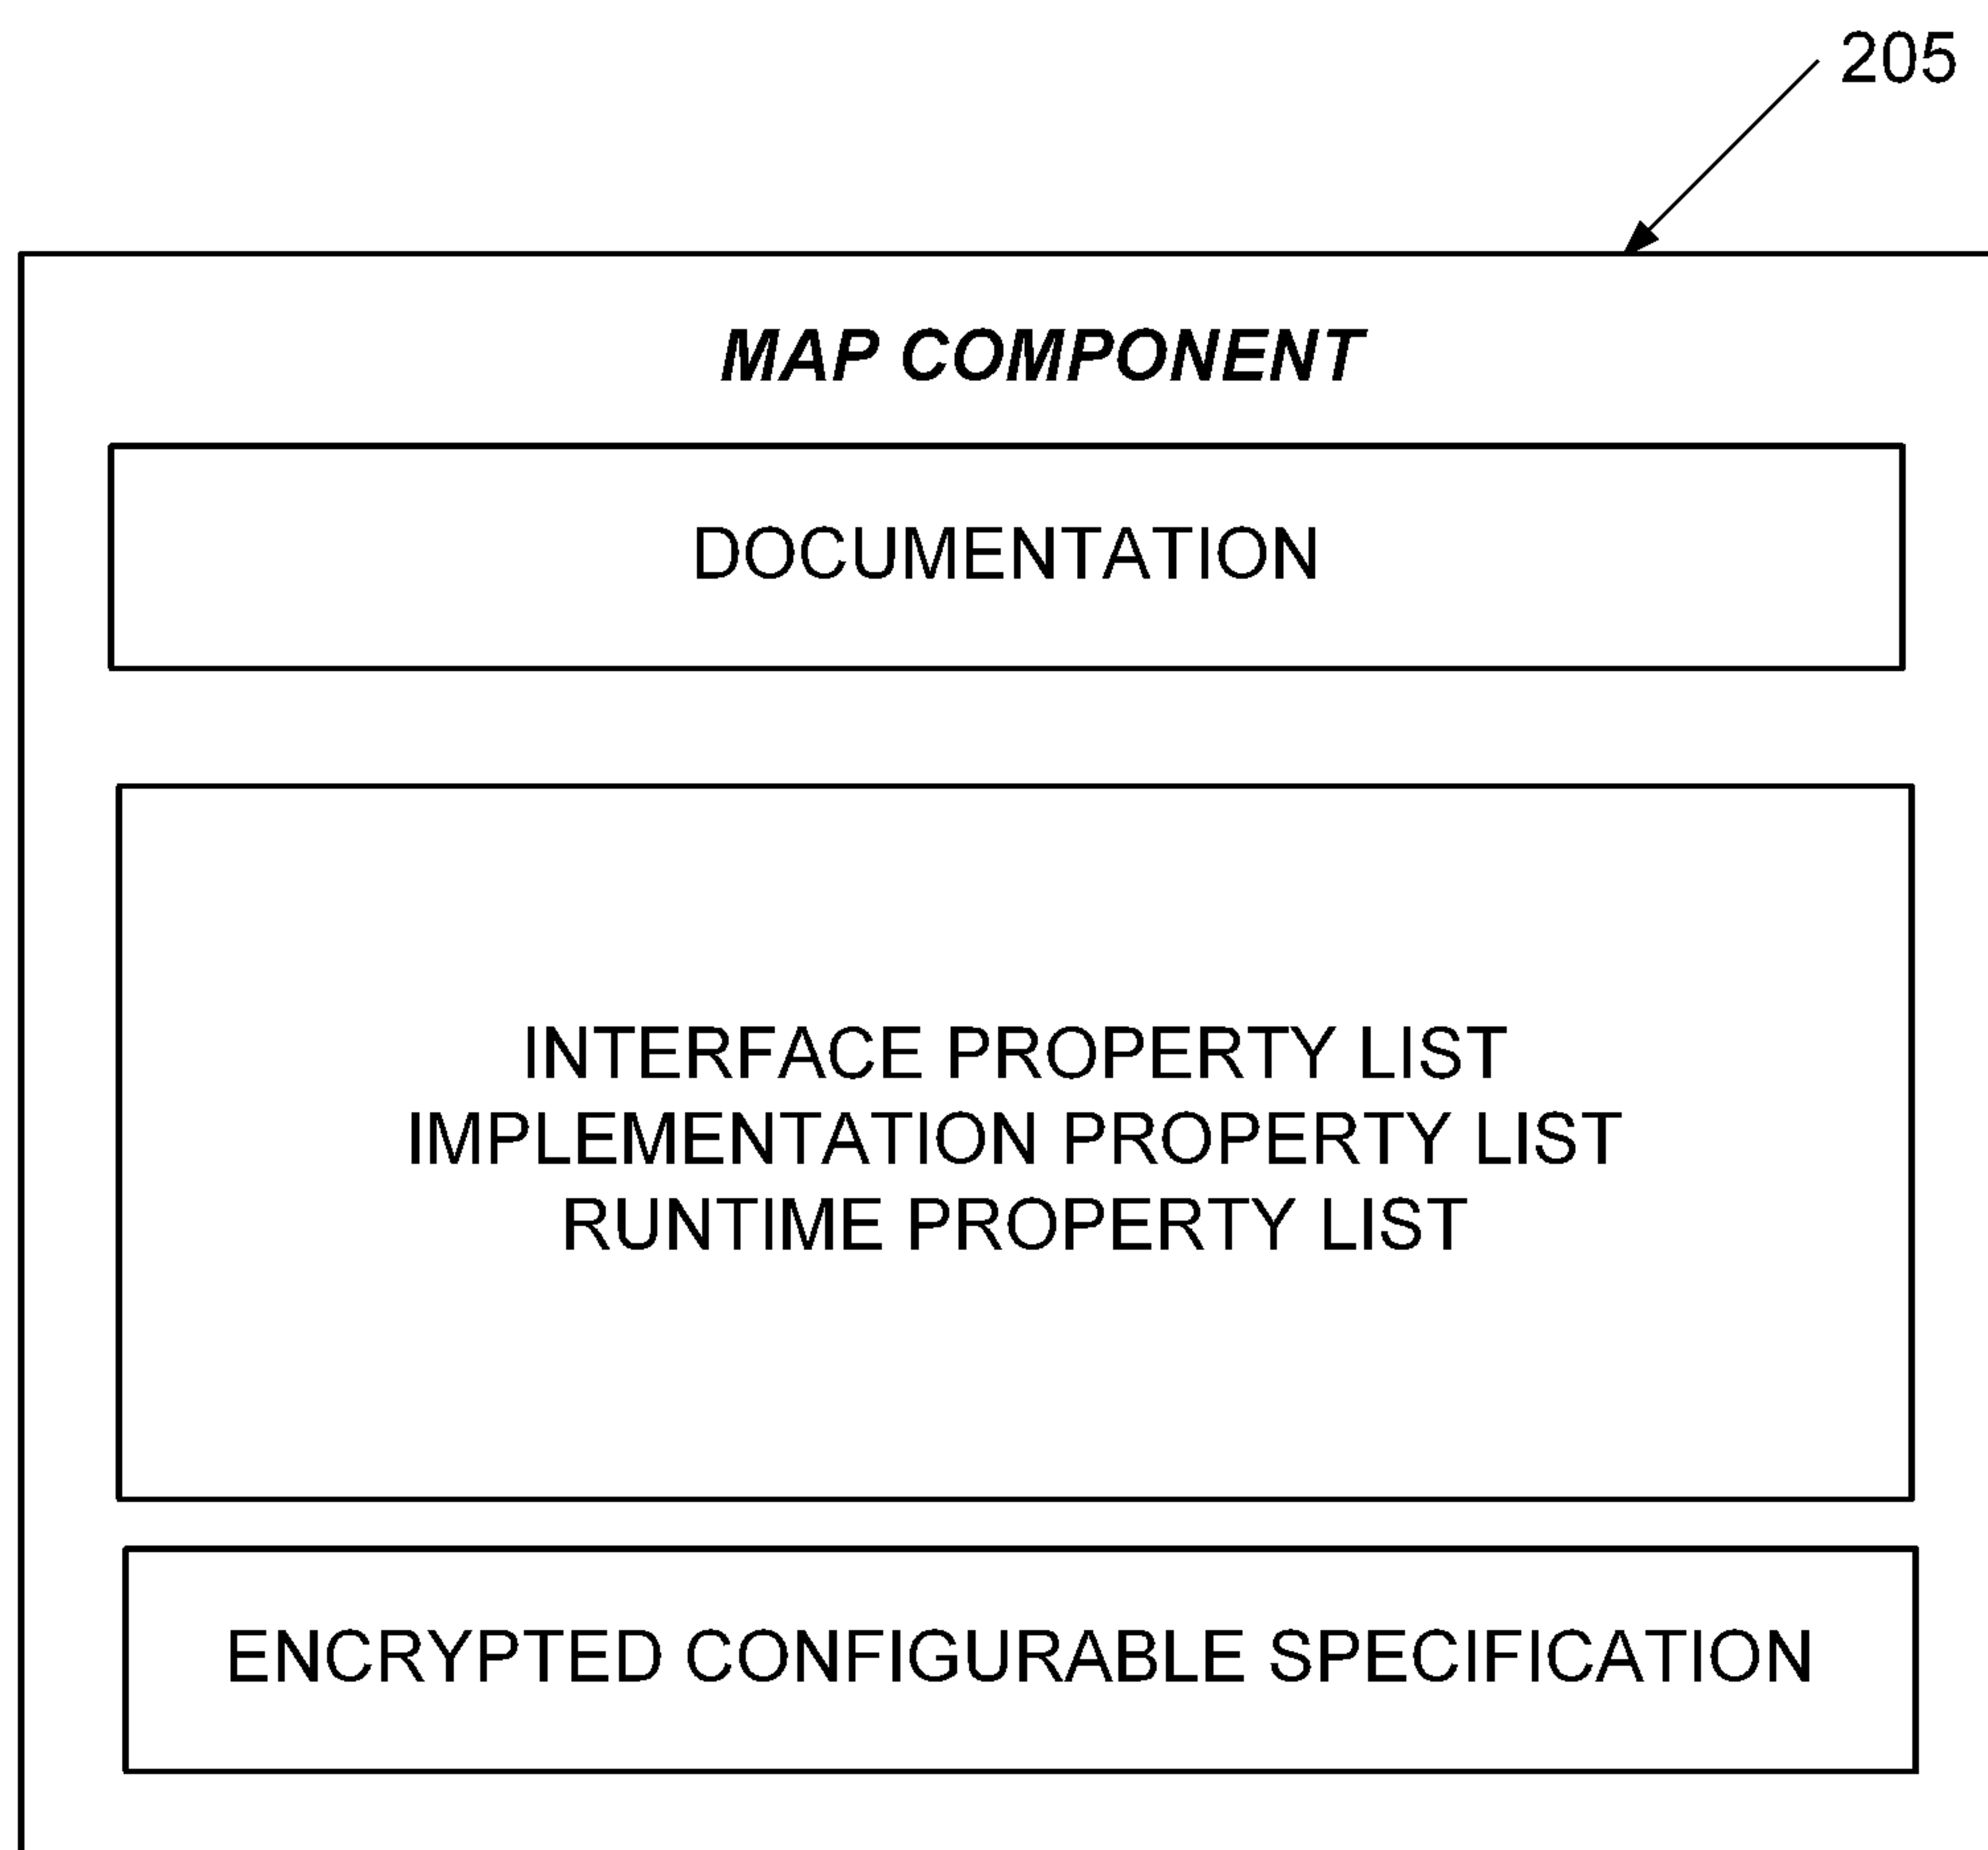 205
MAP COMPONENT
DOCUMENTATION
INTERFACE PROPERTY LIST
IMPLEMENTATION PROPERTY LIST
RUNTIME PROPERTY LIST
ENCRYPTED CONFIGURABLE SPECIFICATION